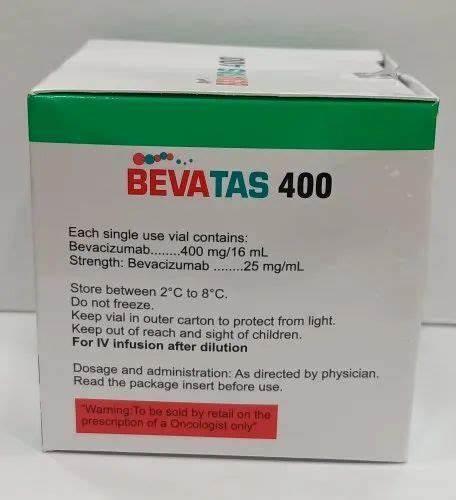 BEVATAS 400
BEVATAS 400
Each single use vial contains:
Bevacizumab........400 mg/16 mL
Strength: Bevacizumab ........25 mg/mL
Store between 2°C to 8°C.
Do not freeze.
Keep vial in outer carton to protect from light.
Keep out of reach and sight of children.
For IV infusion after dilution
Dosage and administration: As directed by physician.
Read the package insert before use.
"Warning:To be sold by retail on the
prescription of a Oncologist only"